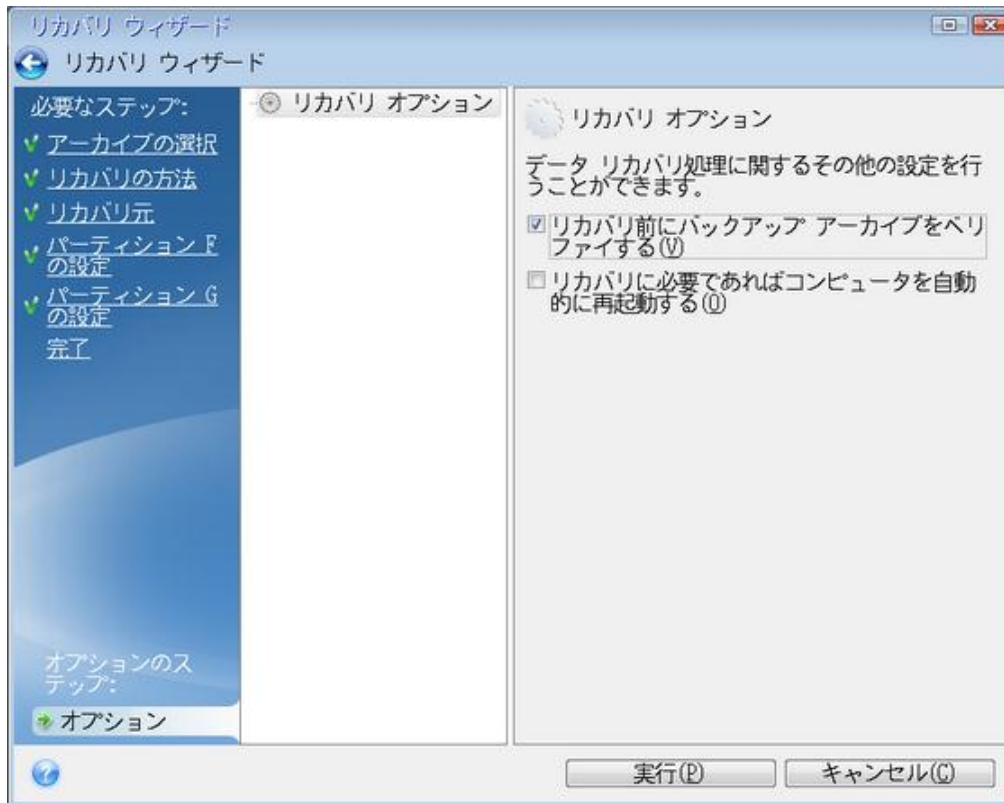 リカバリ ウィザード
リカバリ ウィザード
必要なステップ:
アーカイブの選択
リカバリの方法
リカバリ元
パーティション F
の設定
パーティション G
の設定
完了
オプションのス
テップ:
オプション
リカバリ オプション
リカバリ オプション
データ リカバリ処理に関するその他の設定を行
うことができます。
リカバリ前にバックアップ アーカイブをベリ
ファイする(V)
リカバリに必要であればコンピュータを自動
的に再起動する(O)
実行(P)
キャンセル(C)